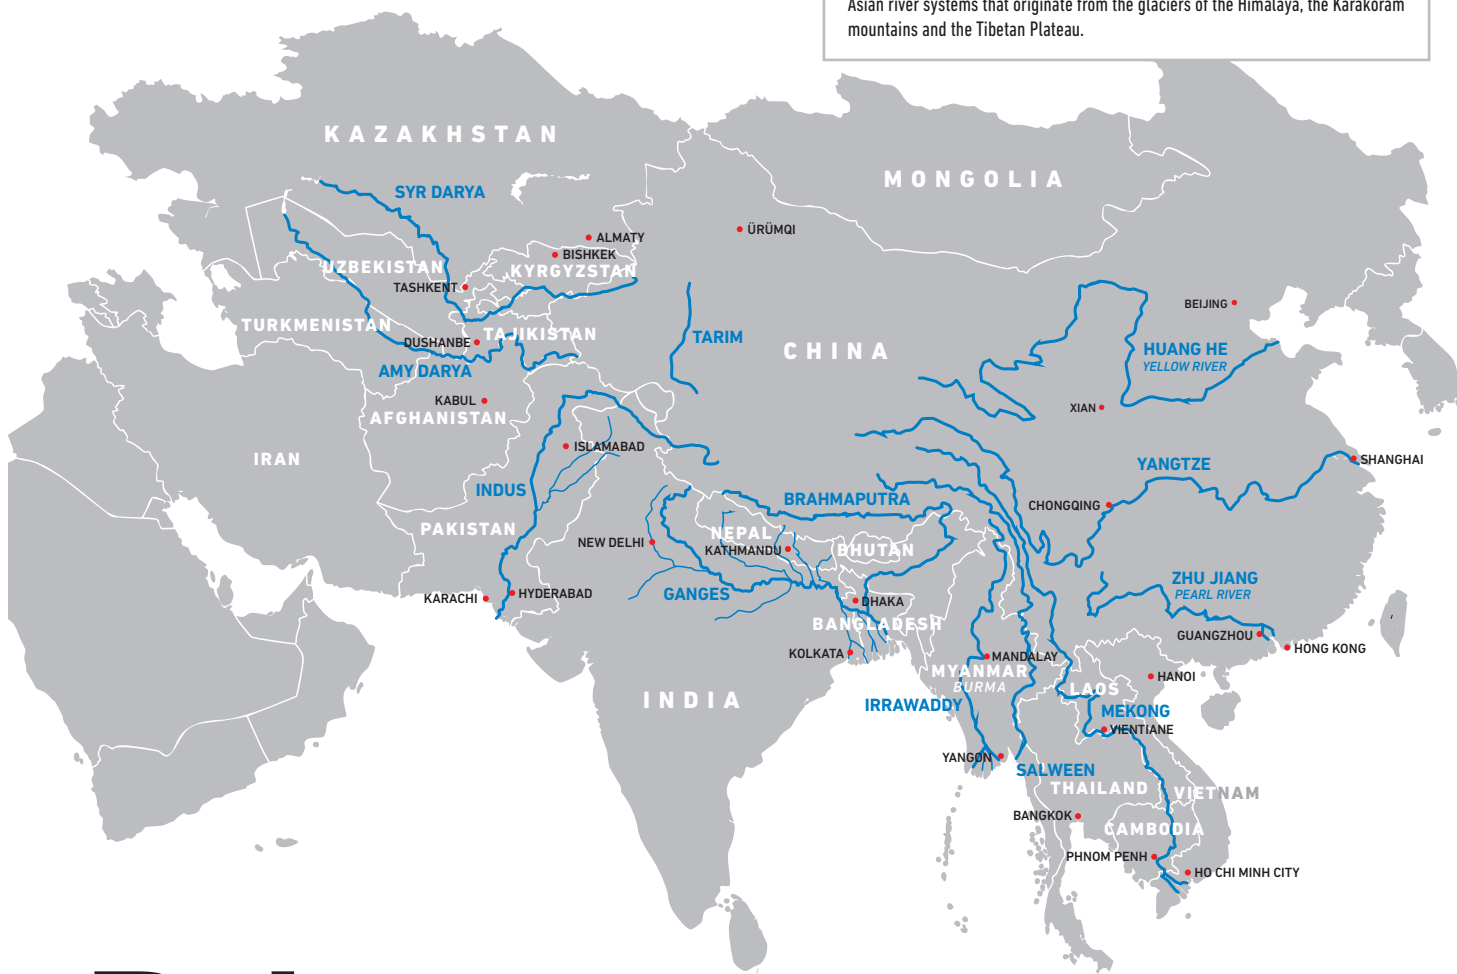 Asian river systems that originate from the glaciers of the Himalaya, the Karakoram
mountains and the Tibetan Plateau.
KAZAKHSTAN
MONGOLIA
SYR DARYA
ÜRÜMQI
ALMATY
BISHKEK
UZBEKISTAN
KYRGYZSTAN
TASHKENT
BEIJING
TURKMENISTAN
TAJIKISTAN
TARIM
DUSHANBE
CHINA
HUANG HE
YELLOW RIVER
AMY DARYA
KABUL
XIAN
AFGHANISTAN
ISLAMABAD
IRAN
SHANGHAI
YANGTZE
INDUS
BRAHMAPUTRA
CHONGQING
PAKISTAN
NEPAL
NEW DELHI
KATHMANDU
BHUTAN
ZHU JIANG
PEARL RIVER
GANGES
HYDERABAD
KARACHI
DHAKA
BANGLADESH
GUANGZHOU
HONG KONG
KOLKATA
MANDALAY
MYANMAR
BURMA
HANOI
LAOS
INDIA
IRRAWADDY
MEKONG
VIENTIANE
YANGON
SALWEEN
THAILAND
VIETNAM
BANGKOK
CAMBODIA
PHNOM PENH
HO CHI MINH CITY